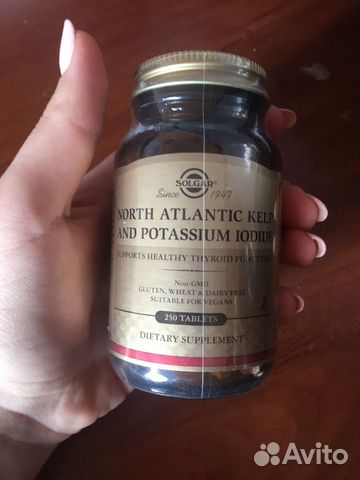 SOLGAR®
Since 1947
NORTH ATLANTIC KELP
AND POTASSIUM IODIDE
SUPPORTS HEALTHY THYROID FUNCTION
NON-GMO
GLUTEN, WHEAT & DAIRY FREE
SUITABLE FOR VEGANS
250 TABLETS
DIETARY SUPPLEMENT
Avito